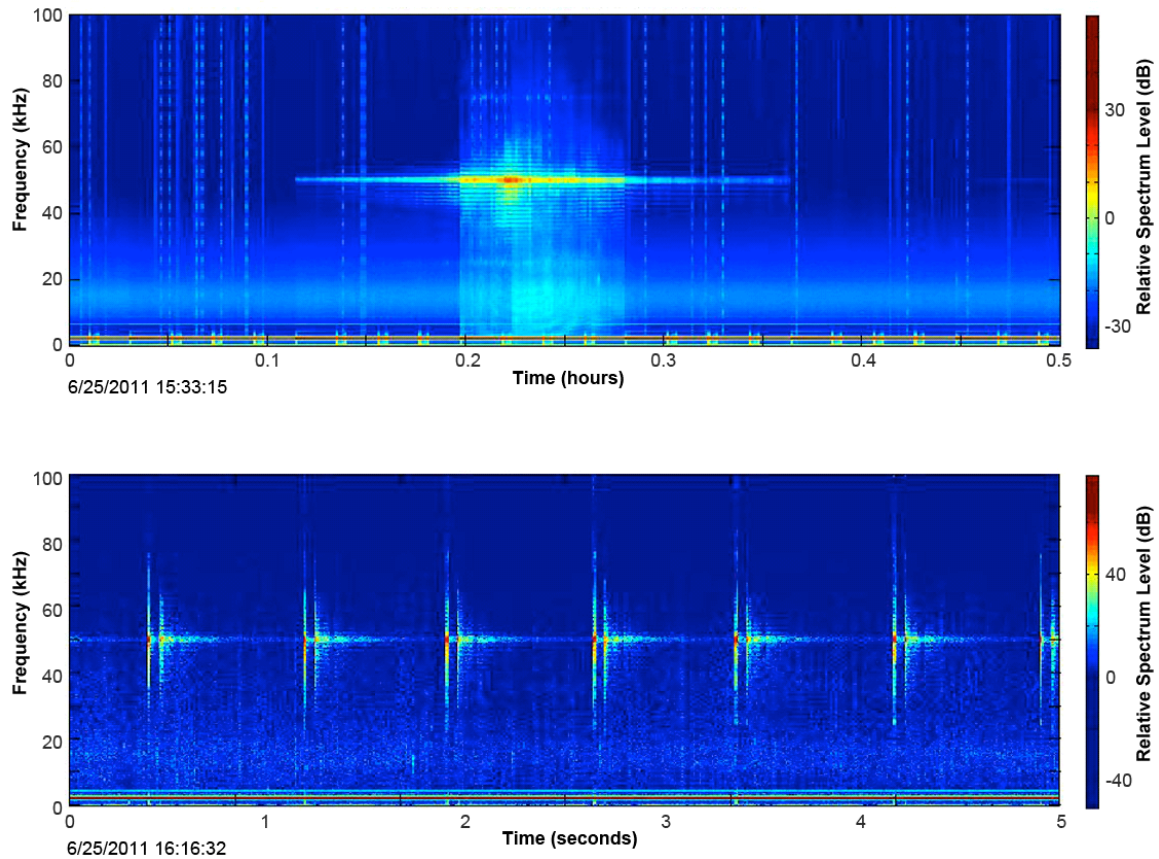 100
80
60
40
20
0
Frequency (kHz)
0 0.1 0.2 0.3 0.4 0.5
Time (hours)
6/25/2011 15:33:15
30
0
-30
Relative Spectrum Level (dB)
100
80
60
40
20
0
Frequency (kHz)
0 1 2 3 4 5
Time (seconds)
6/25/2011 16:16:32
40
0
-40
Relative Spectrum Level (dB)